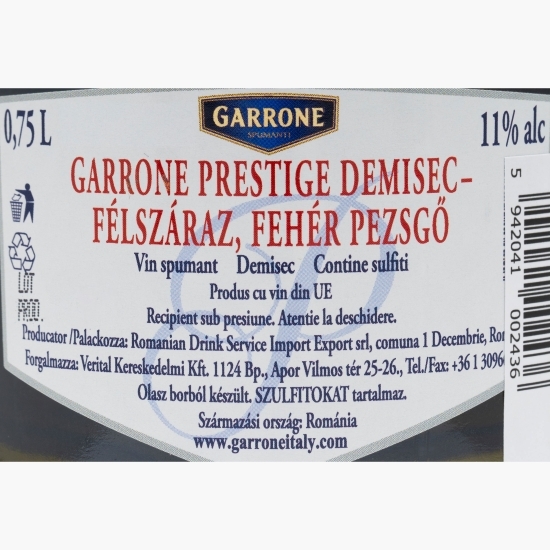 GARRONE
SPUMANTI
0,75 L
11% alc
GARRONE PRESTIGE DEMISEC-
FÉLSZÁRAZ, FEHÉR PEZSGŐ
Vin spumant Demisec Contine sulfiti
Produs cu vin din UE
Recipient sub presiune. Atentie la deschidere.
LOT
PROD.
Producator /Palackozza: Romanian Drink Service Import Export srl, comuna 1 Decembrie,
Forgalmazza: Verital Kereskedelmi Kft. 1124 Bp., Apor Vilmos tér 25-26., Tel./Fax: +36 1 3096
Olasz borból készült. SZULFITOKAT tartalmaz.
Származási ország: Románia
www.garroneitaly.com
5 942041 002436